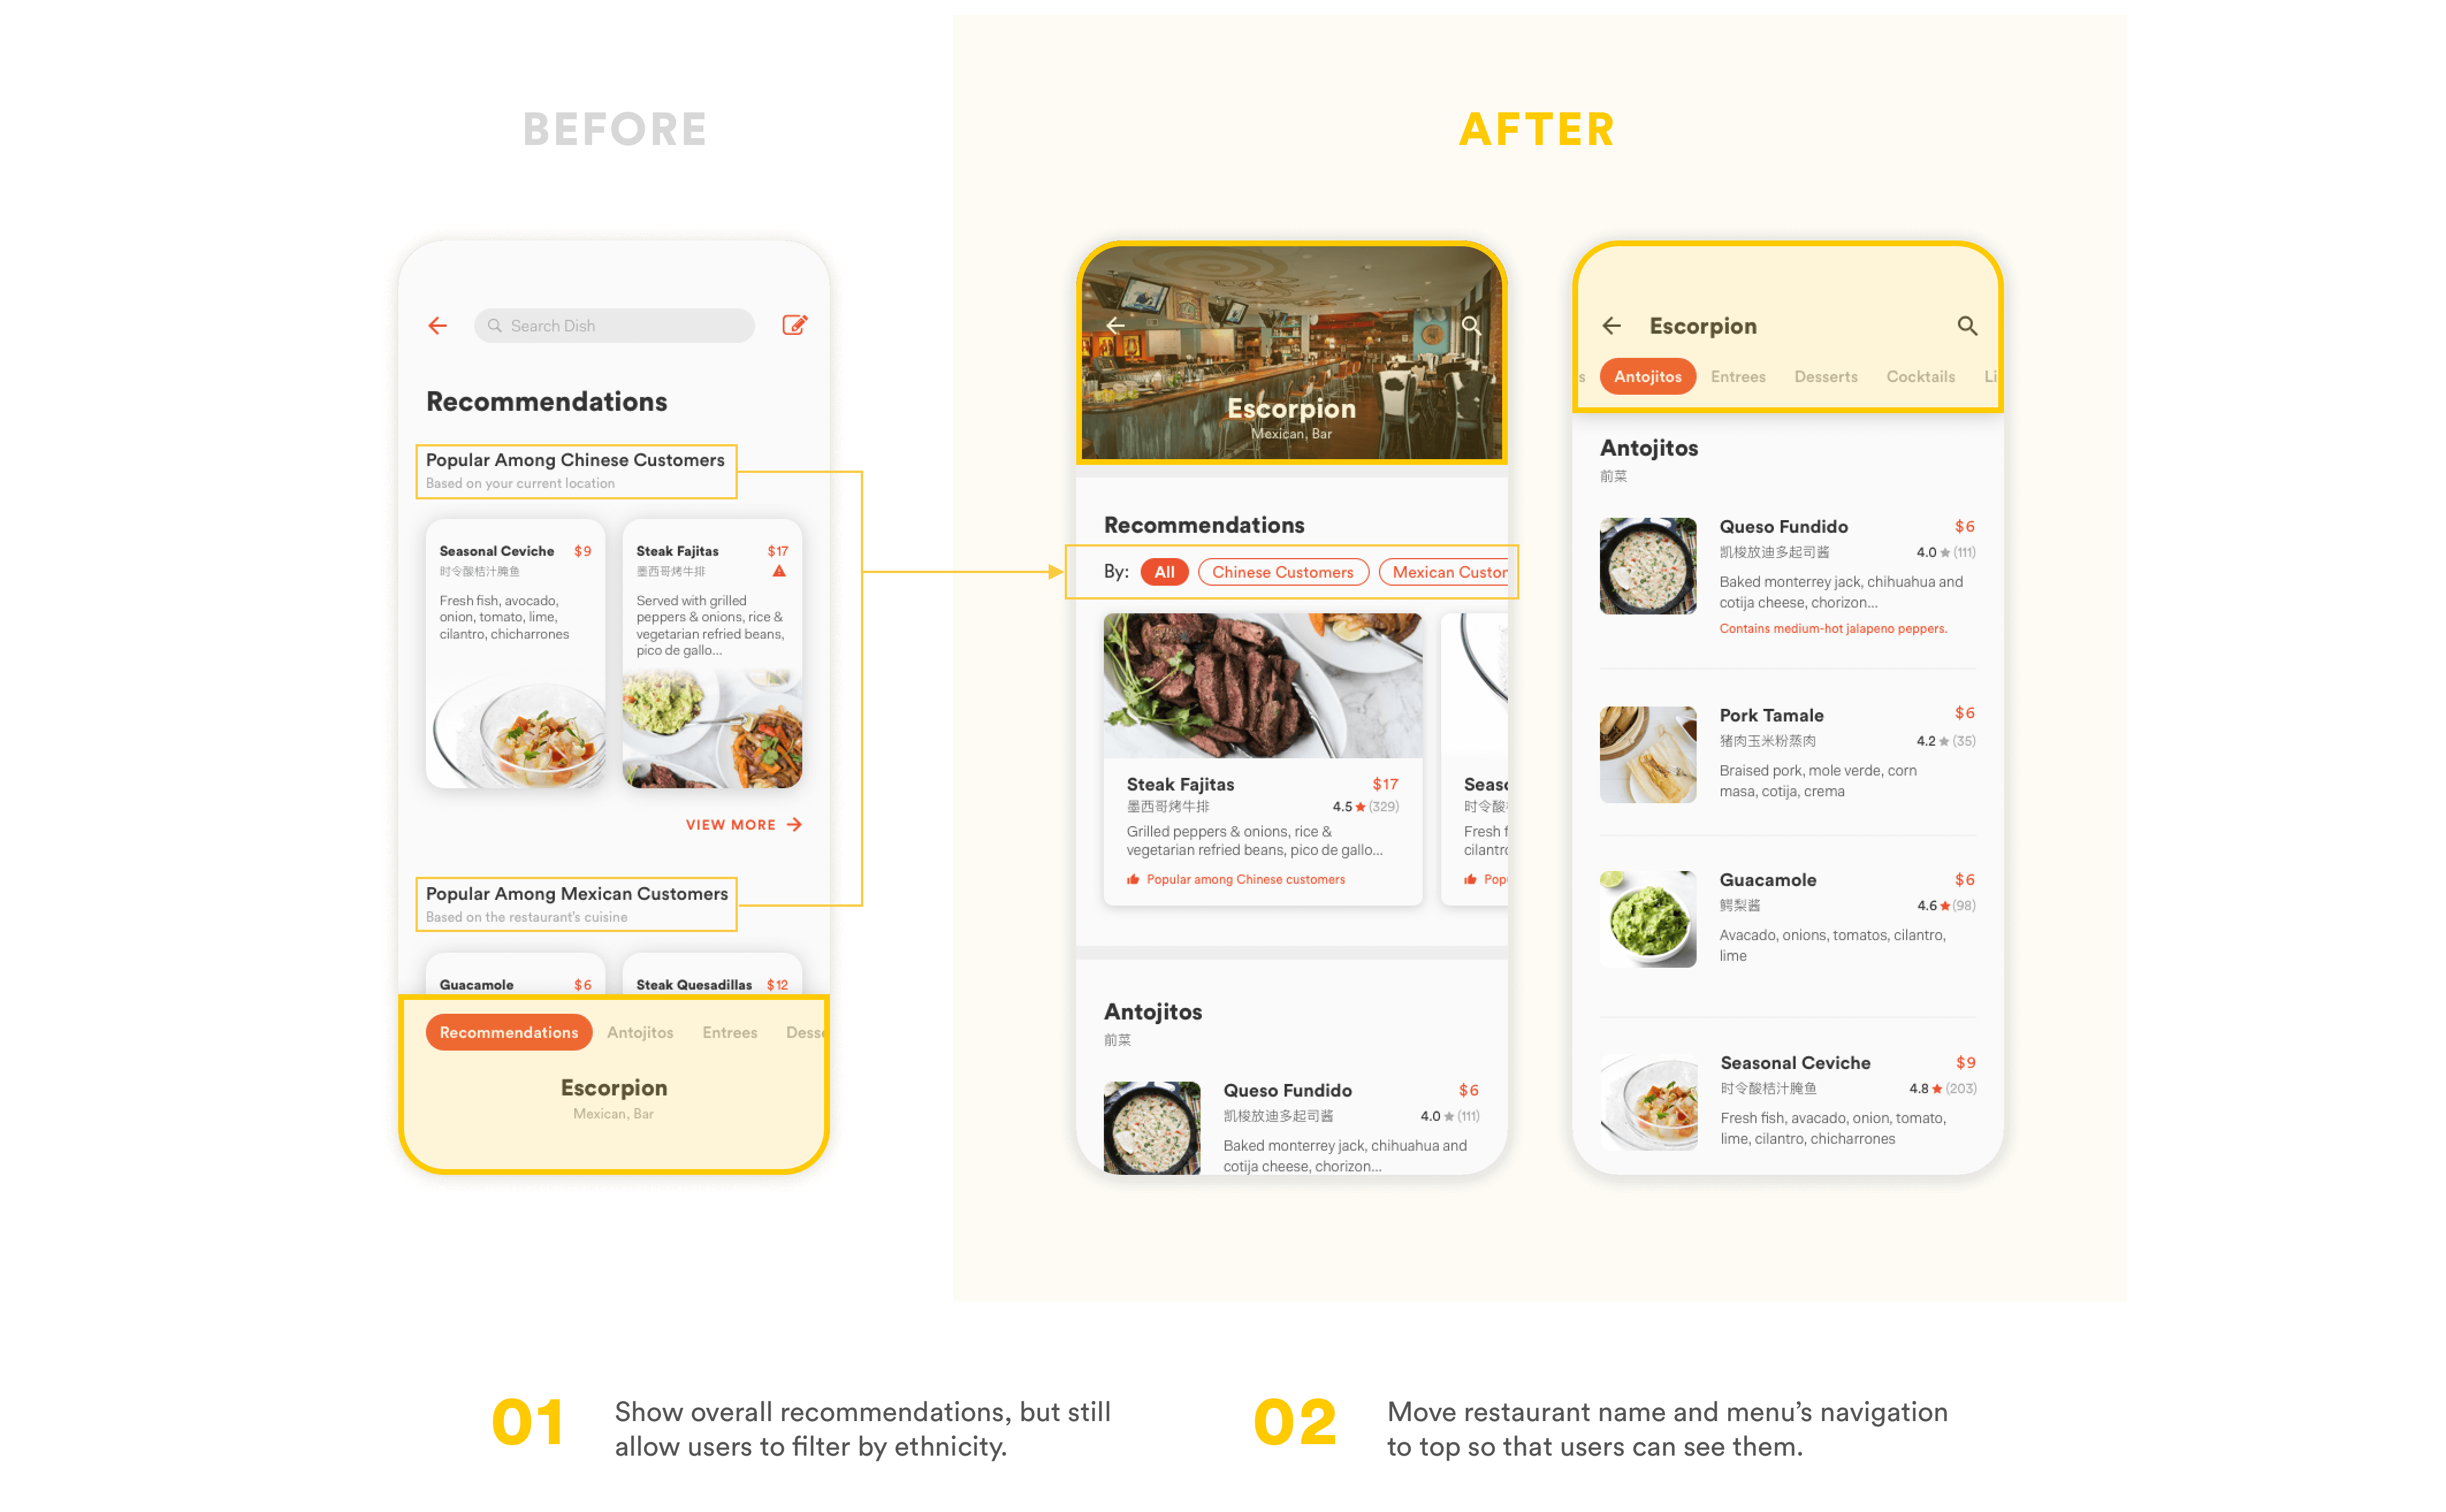 BEFORE
Search Dish
Recommendations
Popular Among Chinese Customers
Based on your current location
Seasonal Ceviche $9
时令酸桔汁腌鱼
Fresh fish, avocado,
onion, tomato, lime,
cilantro, chicharrones
Steak Fajitas $17
墨西哥烤牛排
Served with grilled
peppers & onions, rice &
vegetarian refried beans,
pico de gallo...
VIEW MORE
Popular Among Mexican Customers
Based on the restaurant's cuisine
Guacamole $6
Steak Quesadillas $12
Recommendations Antojitos Entrees Desse
Escorpion
Mexican, Bar
AFTER
Escorpion
Mexican, Bar
Recommendations
By: All Chinese Customers Mexican Custor
Steak Fajitas $17
墨西哥烤牛排 4.5 (329)
Grilled peppers & onions, rice &
vegetarian refried beans, pico de gallo...
Popular among Chinese customers
Seaso
时令酸
Fresh f
cilantro
Popu
Antojitos
前菜
Queso Fundido $6
凯梭放迪多起司酱 4.0 (111)
Baked monterrey jack, chihuahua and
cotija cheese, chorizon...
Escorpion
s Antojitos Entrees Desserts Cocktails Li
Antojitos
前菜
Queso Fundido $6
凯梭放迪多起司酱 4.0 (111)
Baked monterrey jack, chihuahua and
cotija cheese, chorizon...
Contains medium-hot jalapeno peppers.
Pork Tamale $6
猪肉玉米粉蒸肉 4.2 (35)
Braised pork, mole verde, corn
masa, cotija, crema
Guacamole $6
鳄梨酱 4.6 (98)
Avacado, onions, tomatos, cilantro,
lime
Seasonal Ceviche $9
时令酸桔汁腌鱼 4.8 (203)
Fresh fish, avacado, onion, tomato,
lime, cilantro, chicharrones
01 Show overall recommendations, but still
allow users to filter by ethnicity.
02 Move restaurant name and menu's navigation
to top so that users can see them.